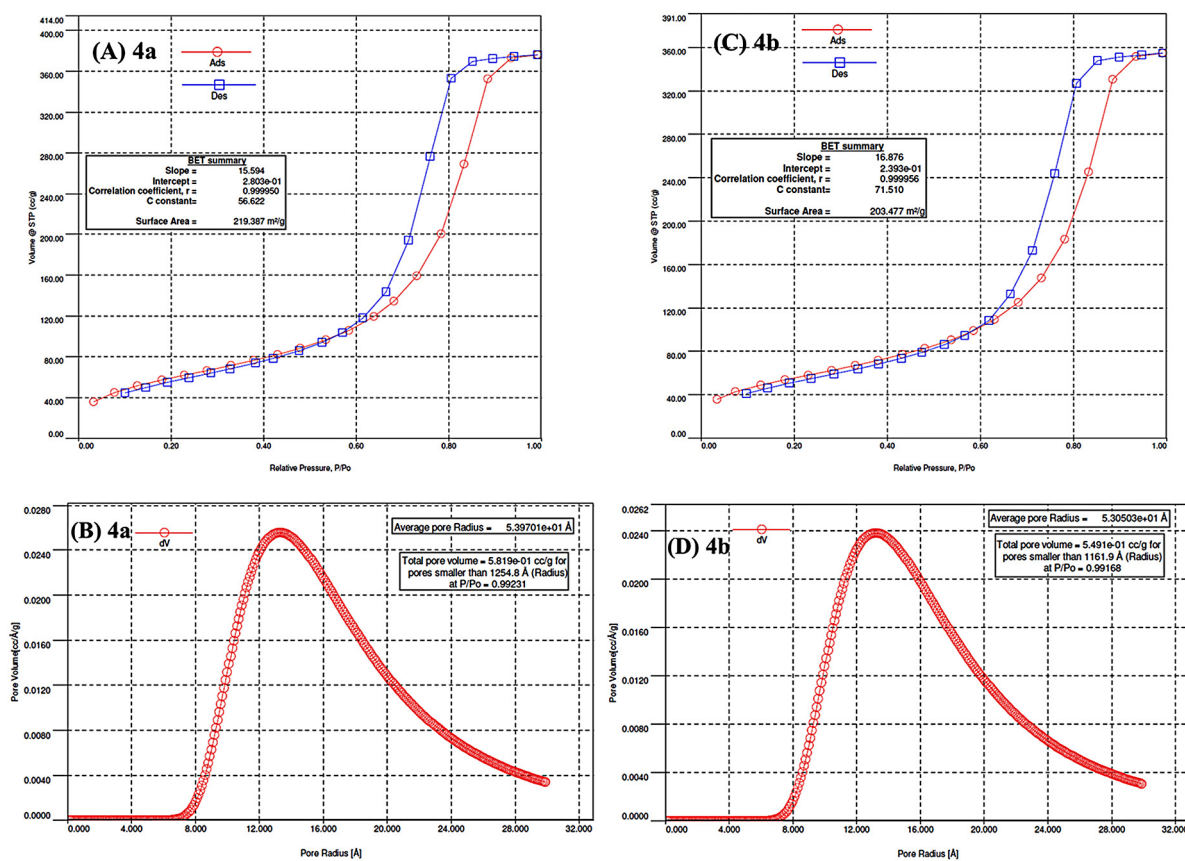 (A) 4a
Ads
Des
414.00
400.00
360.00
320.00
280.00
240.00
200.00
160.00
120.00
80.00
40.00
0.00
Volume @ STP (cc/g)
BET summary
Slope = 15.594
Intercept = 2.803e-01
Correlation coefficient, r = 0.999950
C constant= 56.622
Surface Area = 219.387 m²/g
0.00 0.20 0.40 0.60 0.80 1.00
Relative Pressure, P/Po
(C) 4b
Ads
Des
391.00
360.00
320.00
280.00
240.00
200.00
160.00
120.00
80.00
40.00
0.00
Volume @ STP (cc/g)
BET summary
Slope = 16.876
Intercept = 2.393e-01
Correlation coefficient, r = 0.999956
C constant= 71.510
Surface Area = 203.477 m²/g
0.00 0.20 0.40 0.60 0.80 1.00
Relative Pressure, P/Po
(B) 4a
dV
0.0280
0.0240
0.0200
0.0160
0.0120
0.0080
0.0040
0.0000
Pore Volume[cc/Å/g]
Average pore Radius = 5.39701e+01 Å
Total pore volume = 5.819e-01 cc/g for
pores smaller than 1254.8 Å (Radius)
at P/Po = 0.99231
0.000 4.000 8.000 12.000 16.000 20.000 24.000 28.000 32.000
Pore Radius [Å]
(D) 4b
dV
0.0262
0.0240
0.0200
0.0160
0.0120
0.0080
0.0040
0.0000
Pore Volume[cc/Å/g]
Average pore Radius = 5.30503e+01 Å
Total pore volume = 5.491e-01 cc/g for
pores smaller than 1161.9 Å (Radius)
at P/Po = 0.99168
0.000 4.000 8.000 12.000 16.000 20.000 24.000 28.000 32.000
Pore Radius [Å]